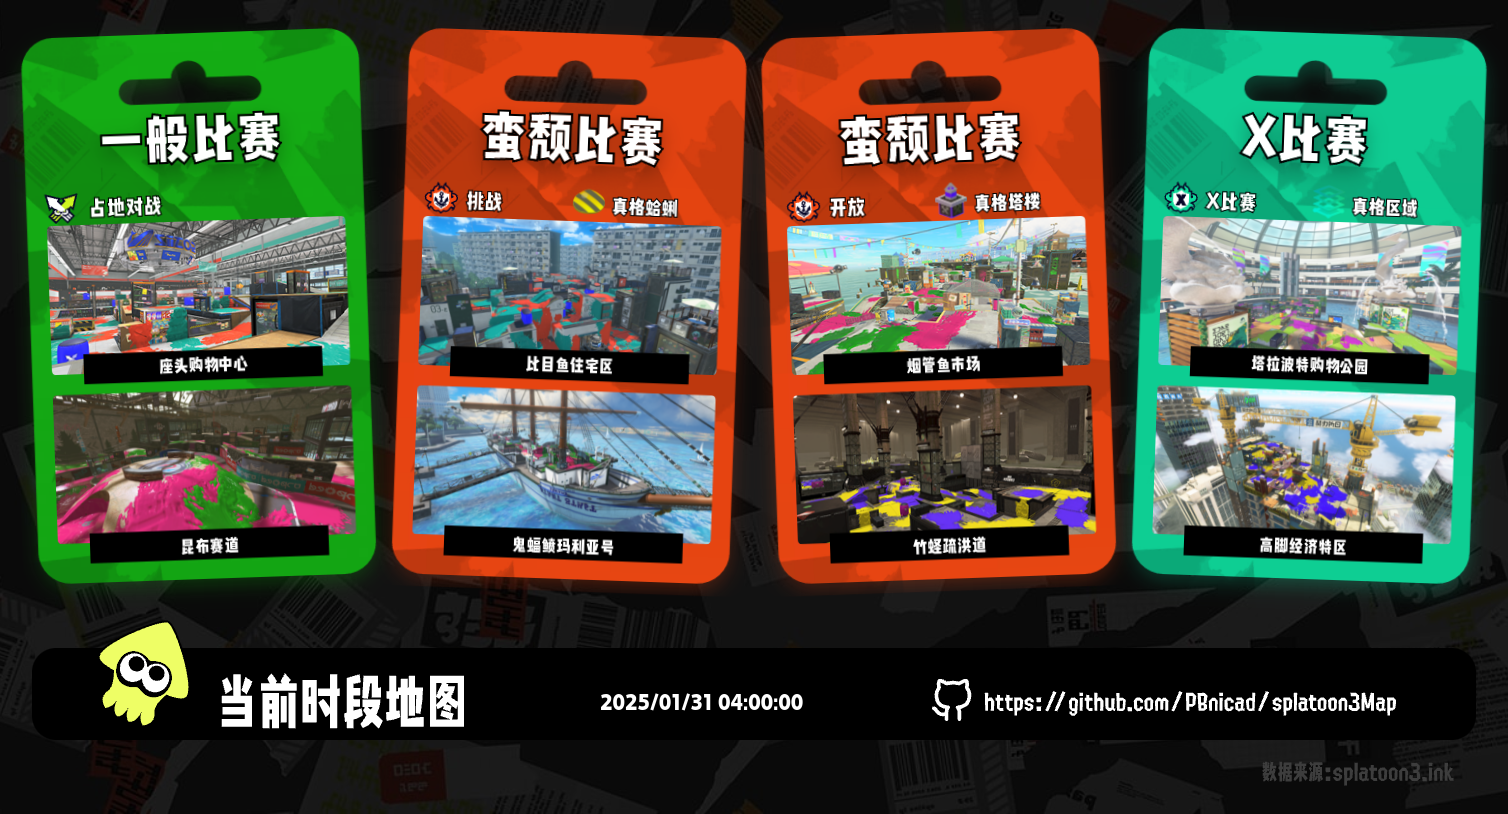 一般比赛
占地对战
座头购物中心
昆布赛道
蛮颓比赛
挑战
真格蛤蜊
比目鱼住宅区
鬼蝠鲼玛利亚号
蛮颓比赛
开放
真格塔楼
烟管鱼市场
竹蛏疏洪道
X比赛
X比赛
真格区域
塔拉波特购物公园
高脚经济特区
当前时段地图
2025/01/31 04:00:00
https://github.com/PBnicad/splatoon3Map
数据来源:splatoon3.ink